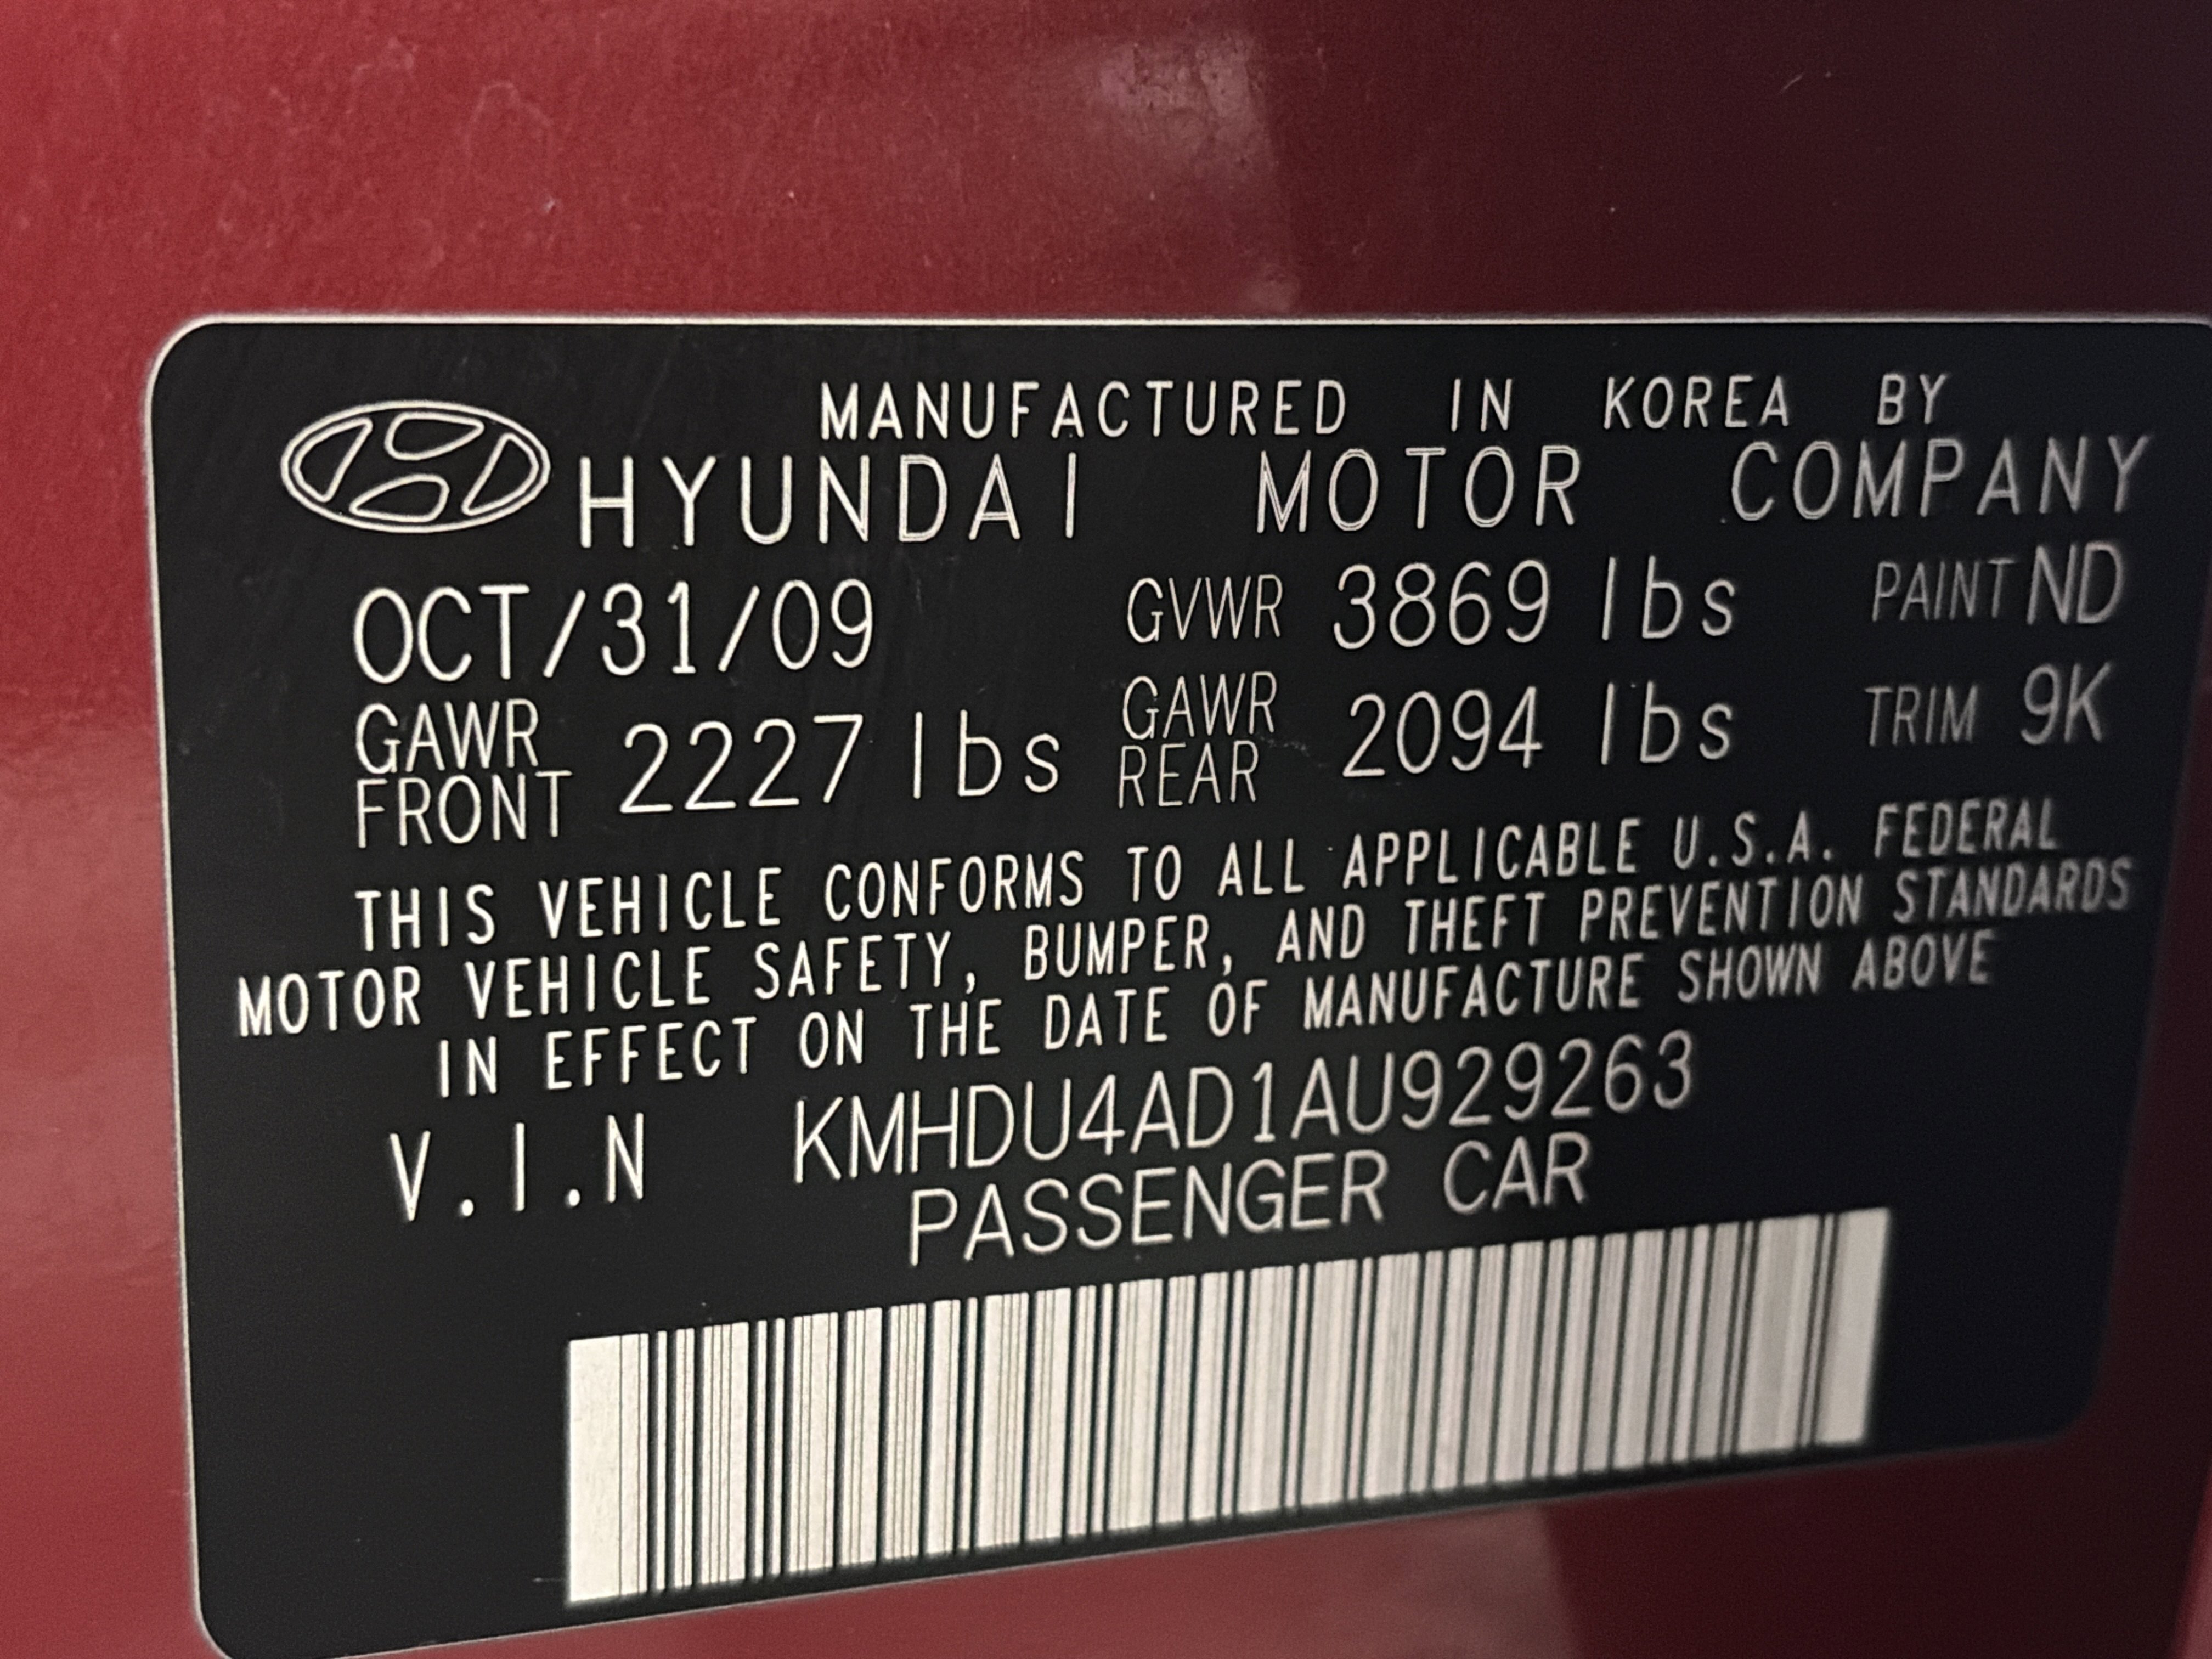 MANUFACTURED IN KOREA BY
HYUNDAI MOTOR COMPANY
OCT/31/09 GVWR 3869 lbs PAINT ND
GAWR FRONT 2227 lbs GAWR REAR 2094 lbs TRIM 9K
THIS VEHICLE CONFORMS TO ALL APPLICABLE U.S.A. FEDERAL
MOTOR VEHICLE SAFETY, BUMPER, AND THEFT PREVENTION STANDARDS
IN EFFECT ON THE DATE OF MANUFACTURE SHOWN ABOVE
V.I.N KMHDU4AD1AU929263
PASSENGER CAR